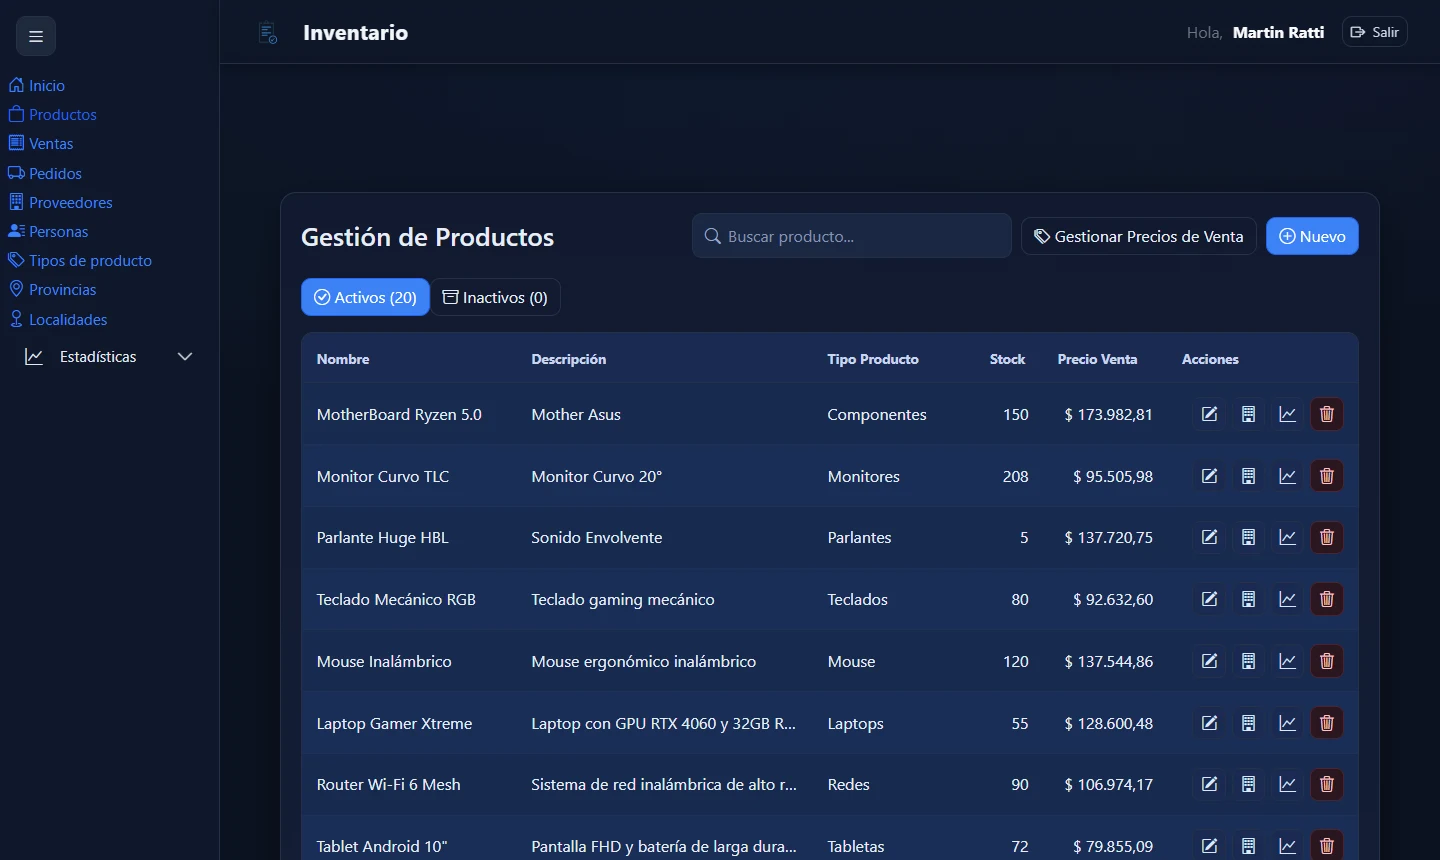 Inventario
Hola, Martin Ratti Salir
Inicio
Productos
Ventas
Pedidos
Proveedores
Personas
Tipos de producto
Provincias
Localidades
Estadísticas
Gestión de Productos
Buscar producto...
Gestionar Precios de Venta
Nuevo
Activos (20)
Inactivos (0)
Nombre Descripción Tipo Producto Stock Precio Venta Acciones
MotherBoard Ryzen 5.0 Mother Asus Componentes 150 $ 173.982,81
Monitor Curvo TLC Monitor Curvo 20° Monitores 208 $ 95.505,98
Parlante Huge HBL Sonido Envolvente Parlantes 5 $ 137.720,75
Teclado Mecánico RGB Teclado gaming mecánico Teclados 80 $ 92.632,60
Mouse Inalámbrico Mouse ergonómico inalámbrico Mouse 120 $ 137.544,86
Laptop Gamer Xtreme Laptop con GPU RTX 4060 y 32GB R... Laptops 55 $ 128.600,48
Router Wi-Fi 6 Mesh Sistema de red inalámbrica de alto r... Redes 90 $ 106.974,17
Tablet Android 10" Pantalla FHD y batería de larga dura... Tabletas 72 $ 79.855,09